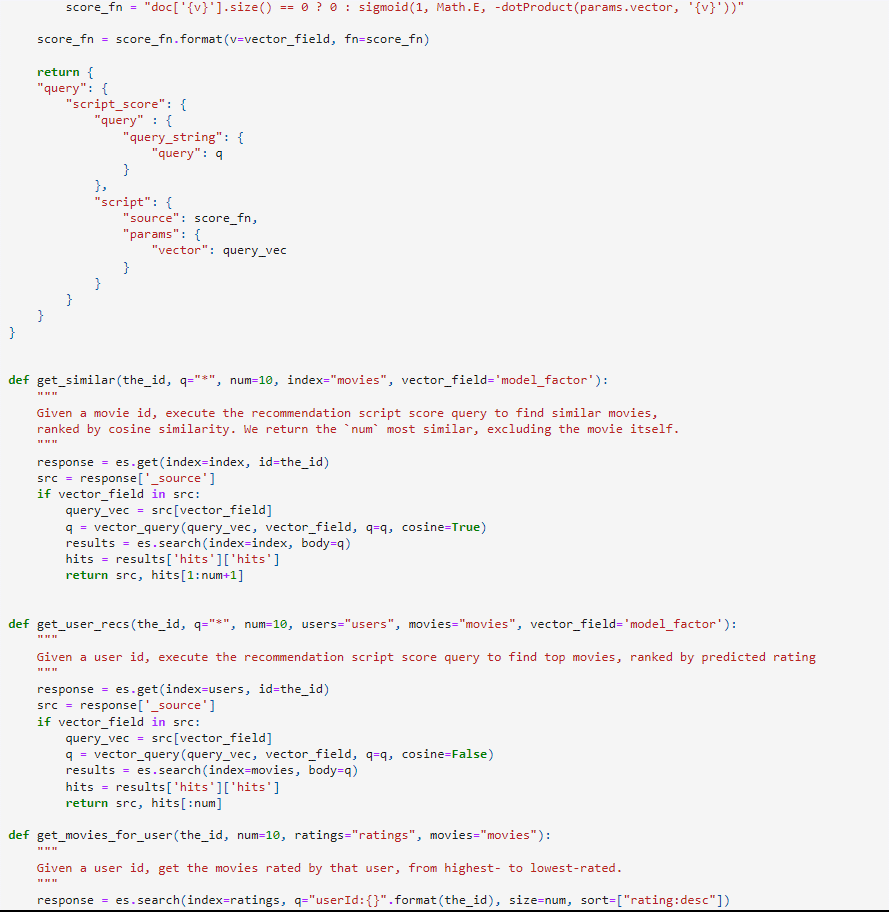 score_fn = "doc['{v}'].size() == 0 ? 0 : sigmoid(1, Math.E, -dotProduct(params.vector, '{v}'))"
    score_fn = score_fn.format(v=vector_field, fn=score_fn)
    return {
    "query": {
        "script_score": {
            "query" : {
                "query_string": {
                    "query": q
                }
            },
            "script": {
                "source": score_fn,
                "params": {
                    "vector": query_vec
                }
            }
        }
    }
}
def get_similar(the_id, q="*", num=10, index="movies", vector_field='model_factor'):
    """
    Given a movie id, execute the recommendation script score query to find similar movies,
    ranked by cosine similarity. We return the `num` most similar, excluding the movie itself.
    """
    response = es.get(index=index, id=the_id)
    src = response['_source']
    if vector_field in src:
        query_vec = src[vector_field]
        q = vector_query(query_vec, vector_field, q=q, cosine=True)
        results = es.search(index=index, body=q)
        hits = results['hits']['hits']
        return src, hits[1:num+1]
def get_user_recs(the_id, q="*", num=10, users="users", movies="movies", vector_field='model_factor'):
    """
    Given a user id, execute the recommendation script score query to find top movies, ranked by predicted rating
    """
    response = es.get(index=users, id=the_id)
    src = response['_source']
    if vector_field in src:
        query_vec = src[vector_field]
        q = vector_query(query_vec, vector_field, q=q, cosine=False)
        results = es.search(index=movies, body=q)
        hits = results['hits']['hits']
        return src, hits[:num]
def get_movies_for_user(the_id, num=10, ratings="ratings", movies="movies"):
    """
    Given a user id, get the movies rated by that user, from highest- to lowest-rated.
    """
    response = es.search(index=ratings, q="userId:{}".format(the_id), size=num, sort=["rating:desc"])